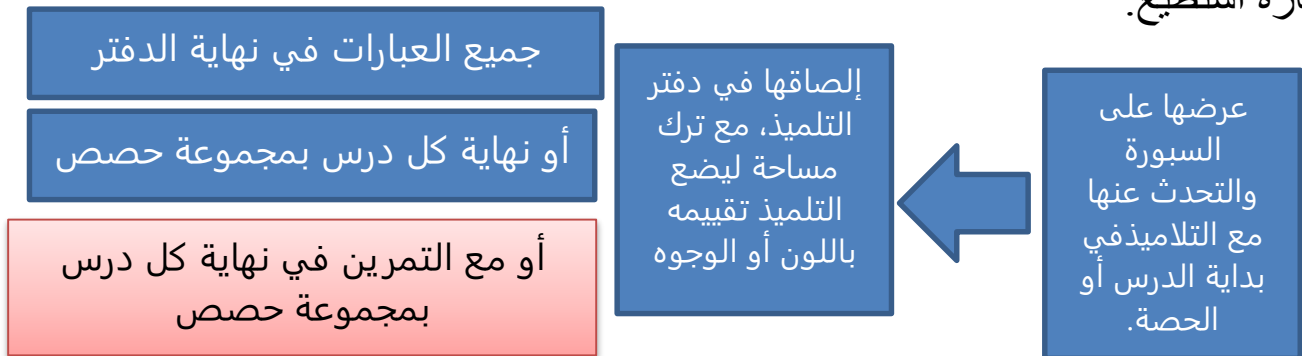 أستطيع.
عرضها على
السبورة
والتحدث عنها
مع التلاميذفي
بداية الدرس أو
الحصة.
إلصاقها في دفتر
التلميذ، مع ترك
مساحة ليضع
التلميذ تقييمه
باللون أو الوجوه
جميع العبارات في نهاية الدفتر
أو نهاية كل درس بمجموعة حصص
أو مع التمرين في نهاية كل درس
بمجموعة حصص